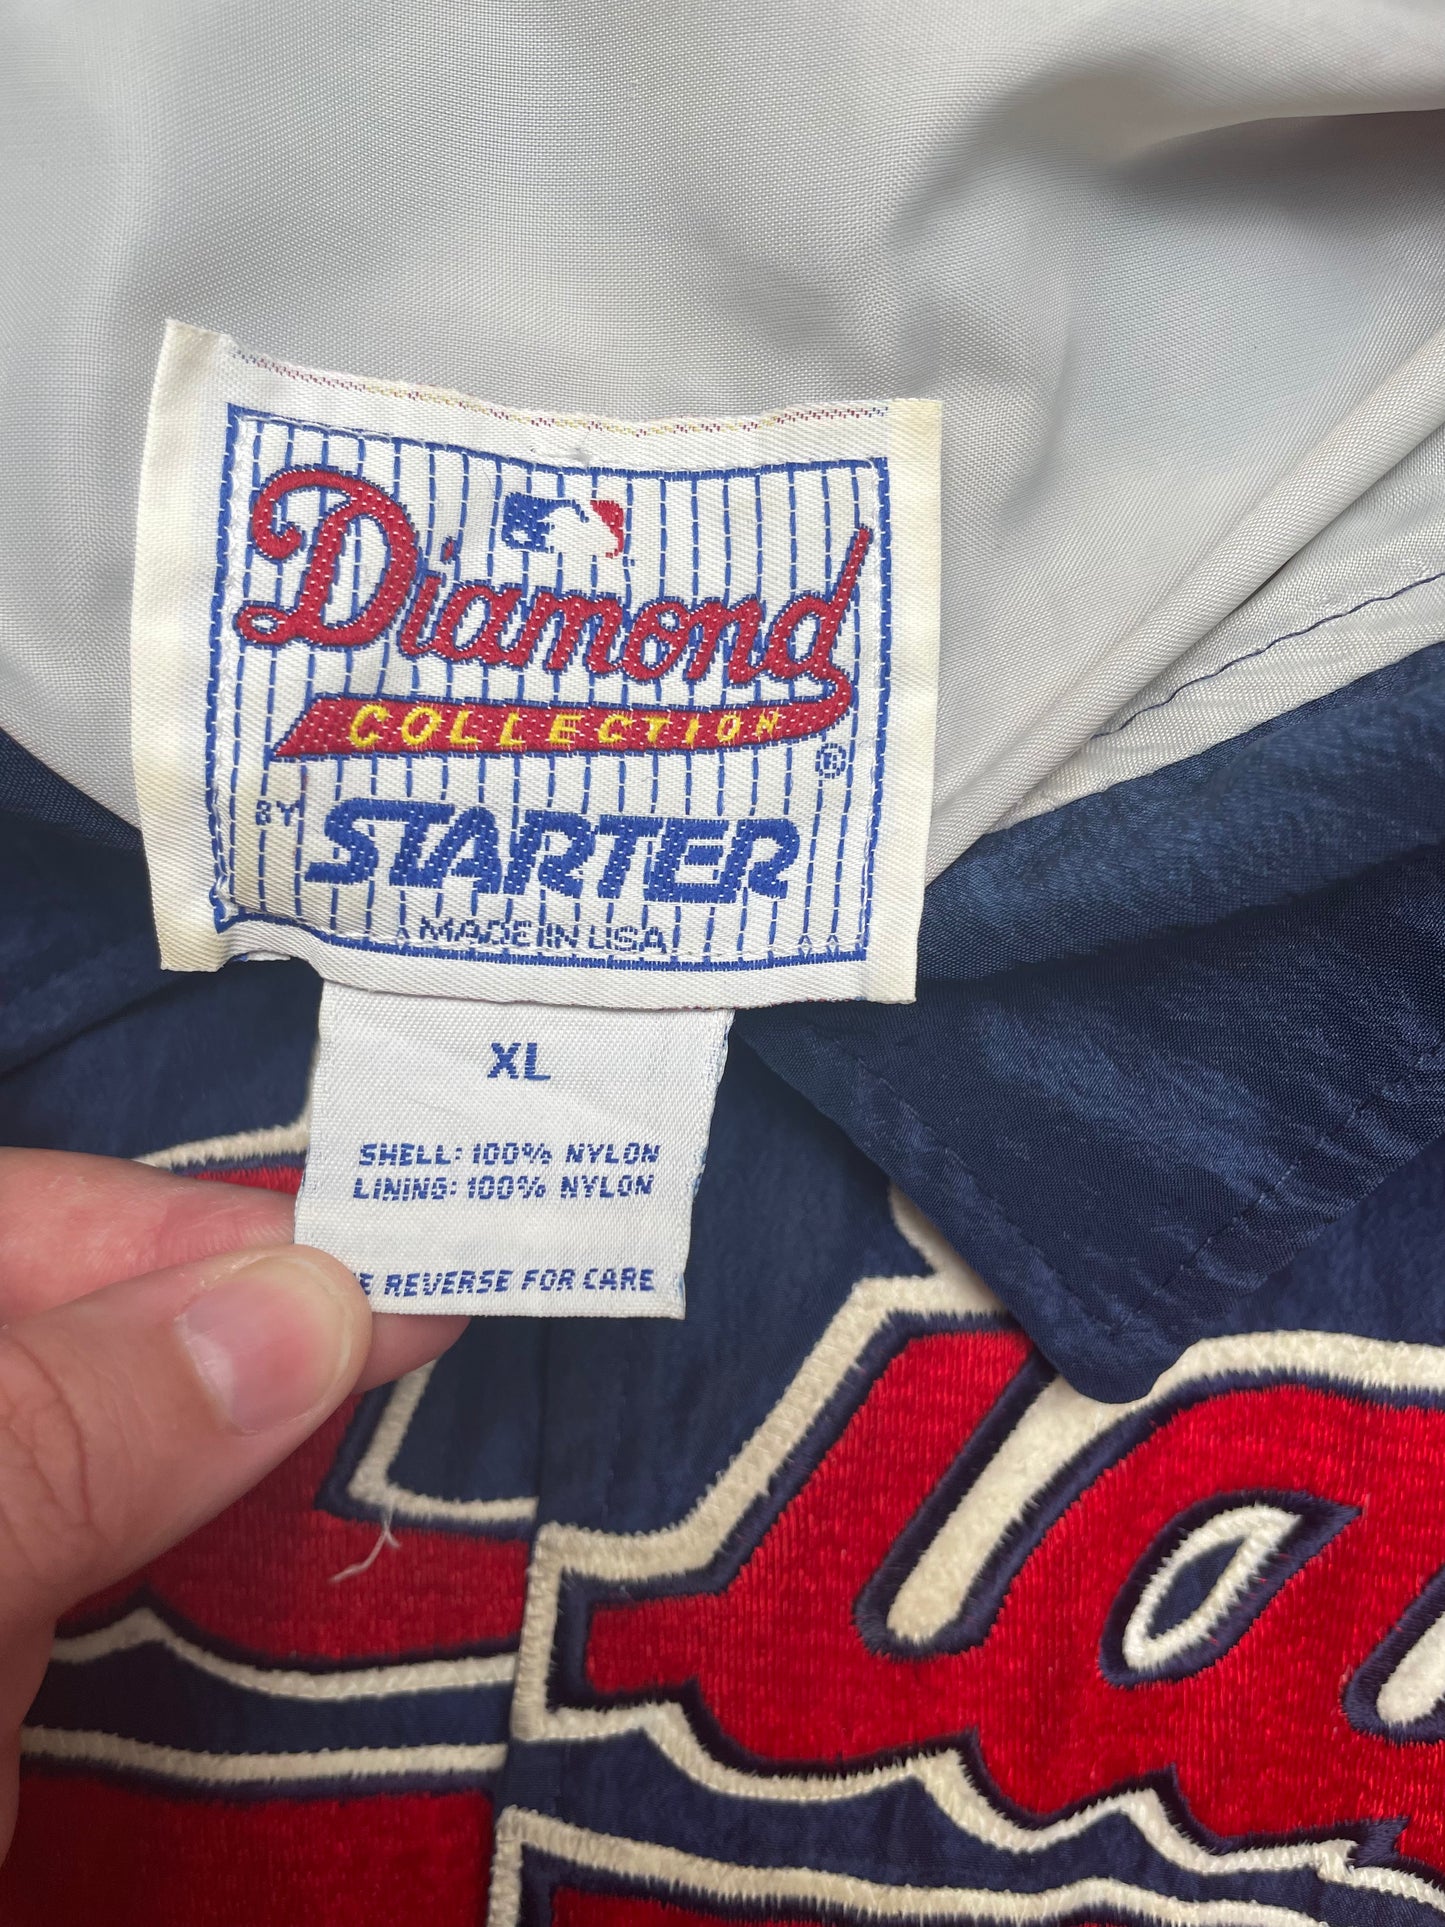 Diamond
COLLECTION
®
BY STARTER
MADE IN USA
XL
SHELL: 100% NYLON
LINING: 100% NYLON
REVERSE FOR CARE